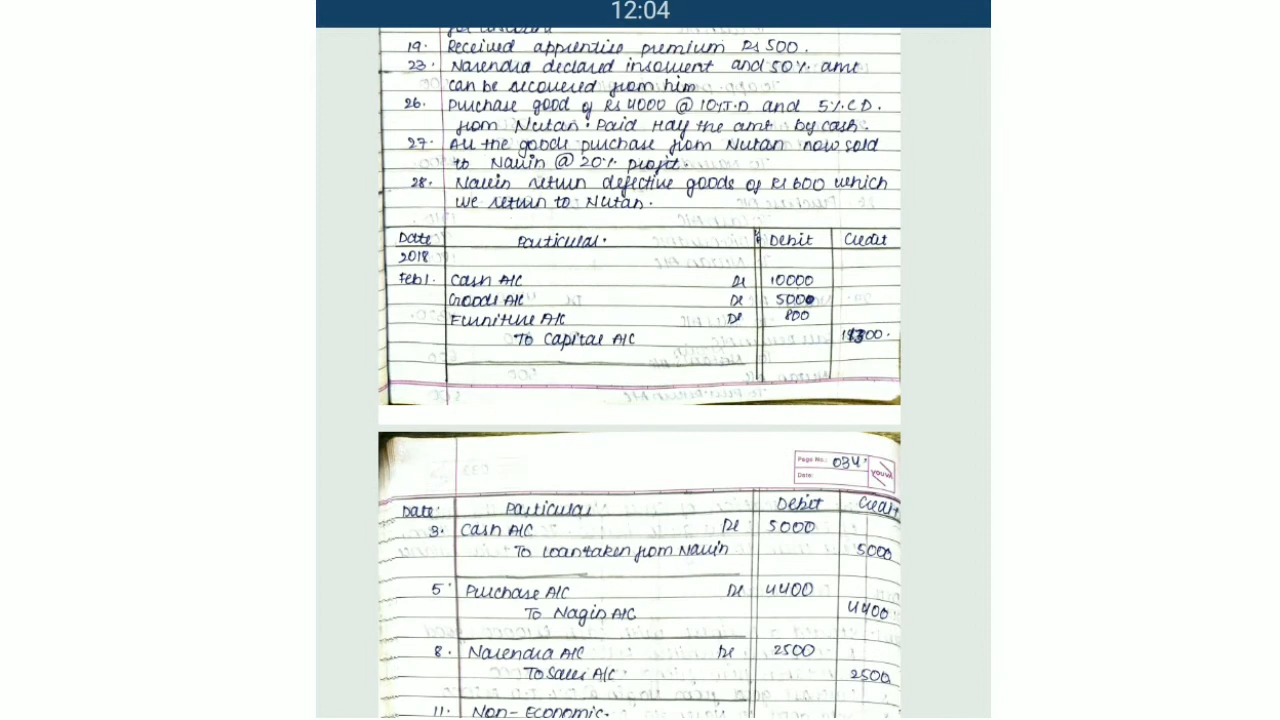 12:04
19. Received apprentise premium Rs 500.
23. Narendra declared insolvent and 50% amt
can be recovered from him
26. Purchase good of Rs 4000 @ 10% T.D and 5% C.D.
from Nutan. Paid Half the amt by cash.
27. All the goods purchase from Nutan now sold
to Navin @ 20% profit.
28. Navin return defective goods of Rs 600 which
we return to Nutan.
Date Particular. Debit Credit
2018
Feb 1. Cash A/C Dr 10000
Goods A/C Dr 5000
Furniture A/C Dr 800
To Capital A/C
Page No.: 034
youva
Date:
Date. Particular Debit Credit
3. Cash A/C Dr 5000
To loan taken from Navin 5000
5. Purchase A/C Dr 4400
To Nagin A/C 4400
8. Narendra A/C Dr 2500
To Sales A/C. 2500
11. Non-Economic.